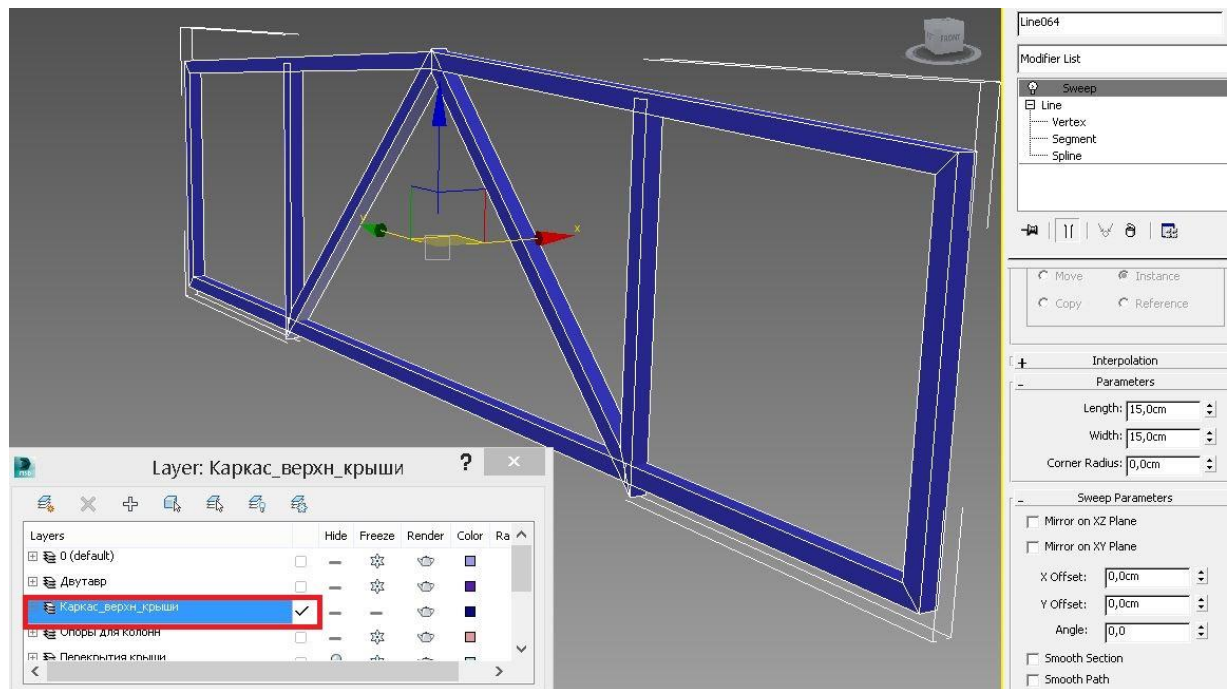 Line064
Modifier List
Sweep
Line
Vertex
Segment
Spline
FRONT
x
Move
Instance
Copy
Reference
Interpolation
Parameters
Length: 15,0cm
Width: 15,0cm
Corner Radius: 0,0cm
Sweep Parameters
Mirror on XZ Plane
Mirror on XY Plane
X Offset: 0,0cm
Y Offset: 0,0cm
Angle: 0,0
Smooth Section
Smooth Path
Layer: Каркас_верхн_крыши
Layers Hide Freeze Render Color Ra
0 (default)
Двутавр
Каркас_верхн_крыши
Опоры для колонн
Перекрытия крыши